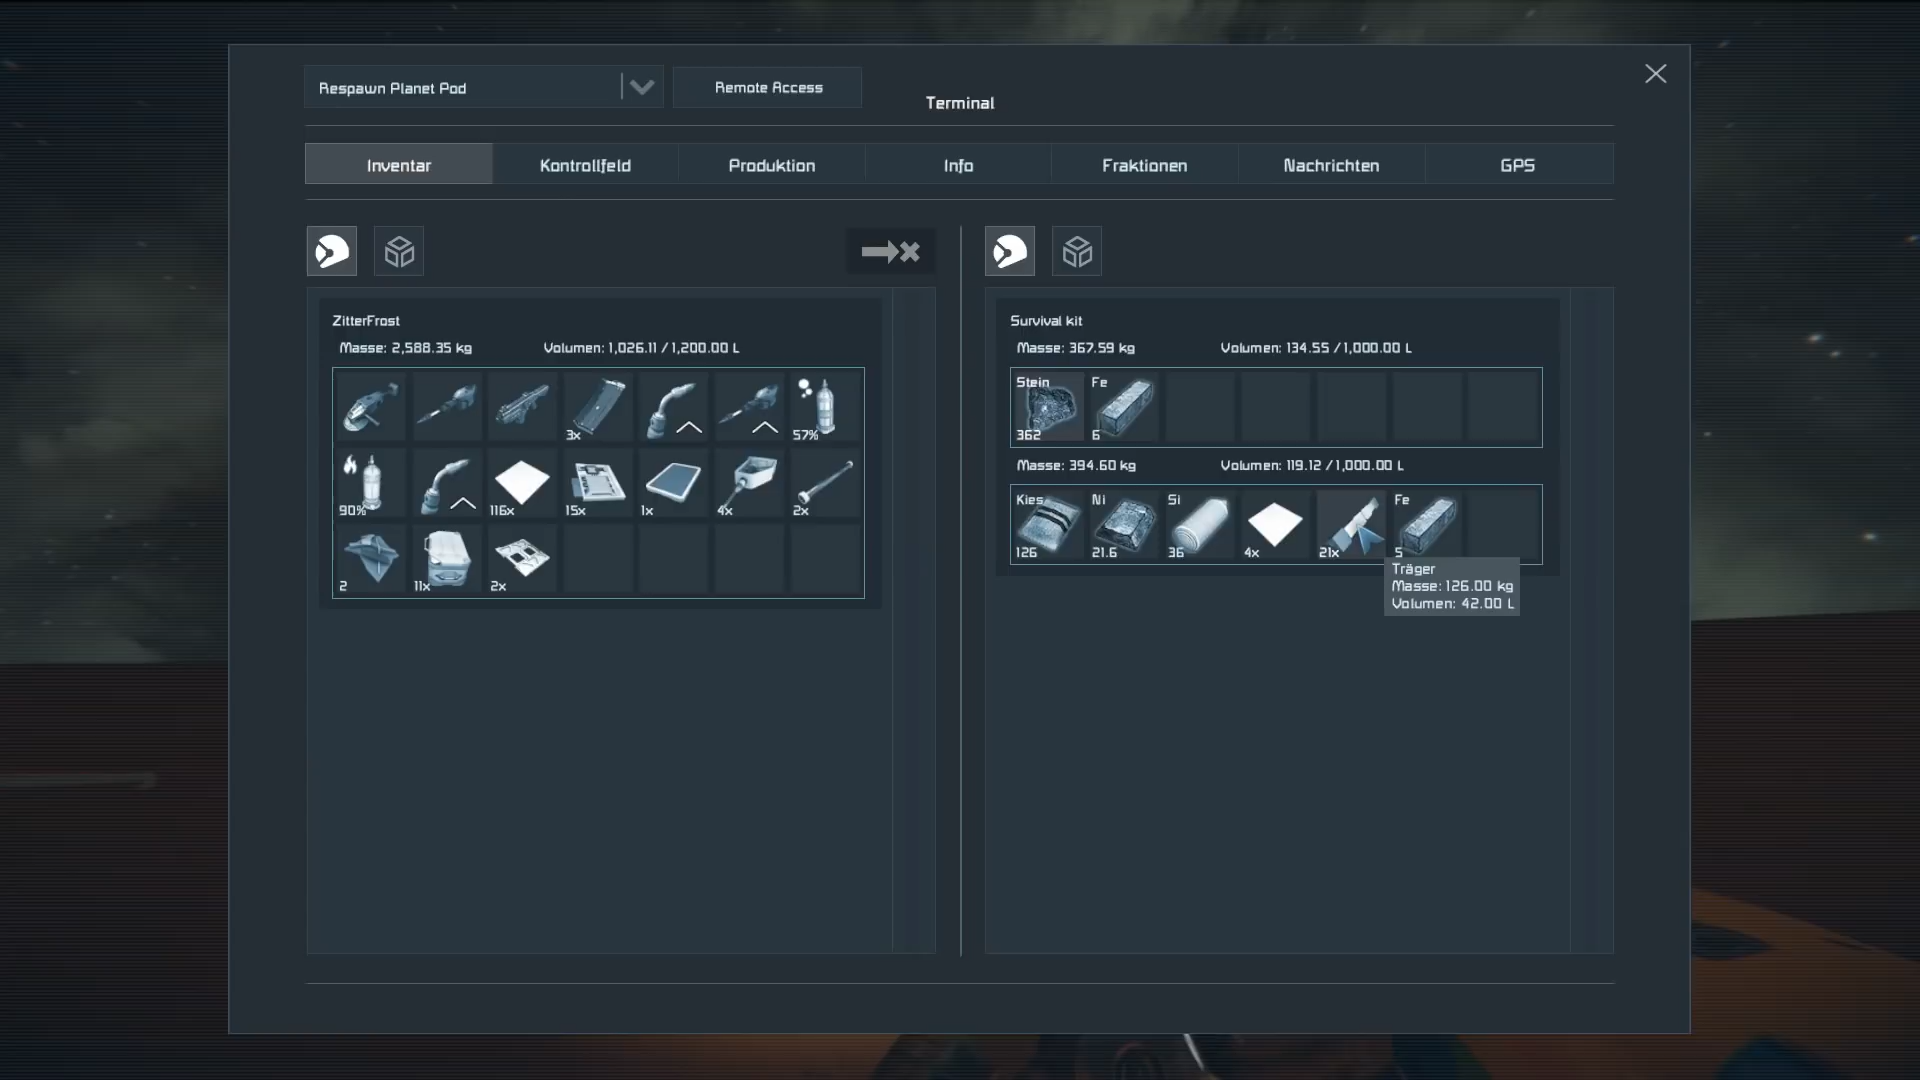 Respawn Planet Pod
Remote Access
Terminal
Inventar
Kontrollfeld
Produktion
Info
Fraktionen
Nachrichten
GPS
ZitterFrost
Masse: 2,588.35 kg
Volumen: 1,026.11 / 1,200.00 L
3x
57%
90%
116x
15x
1x
4x
2x
2
11x
2x
Survival kit
Masse: 367.59 kg
Volumen: 134.55 / 1,000.00 L
Stein
362
Fe
6
Masse: 394.60 kg
Volumen: 119.12 / 1,000.00 L
Kies
126
Ni
21.6
Si
36
4x
21x
Fe
5
Träger
Masse: 126.00 kg
Volumen: 42.00 L